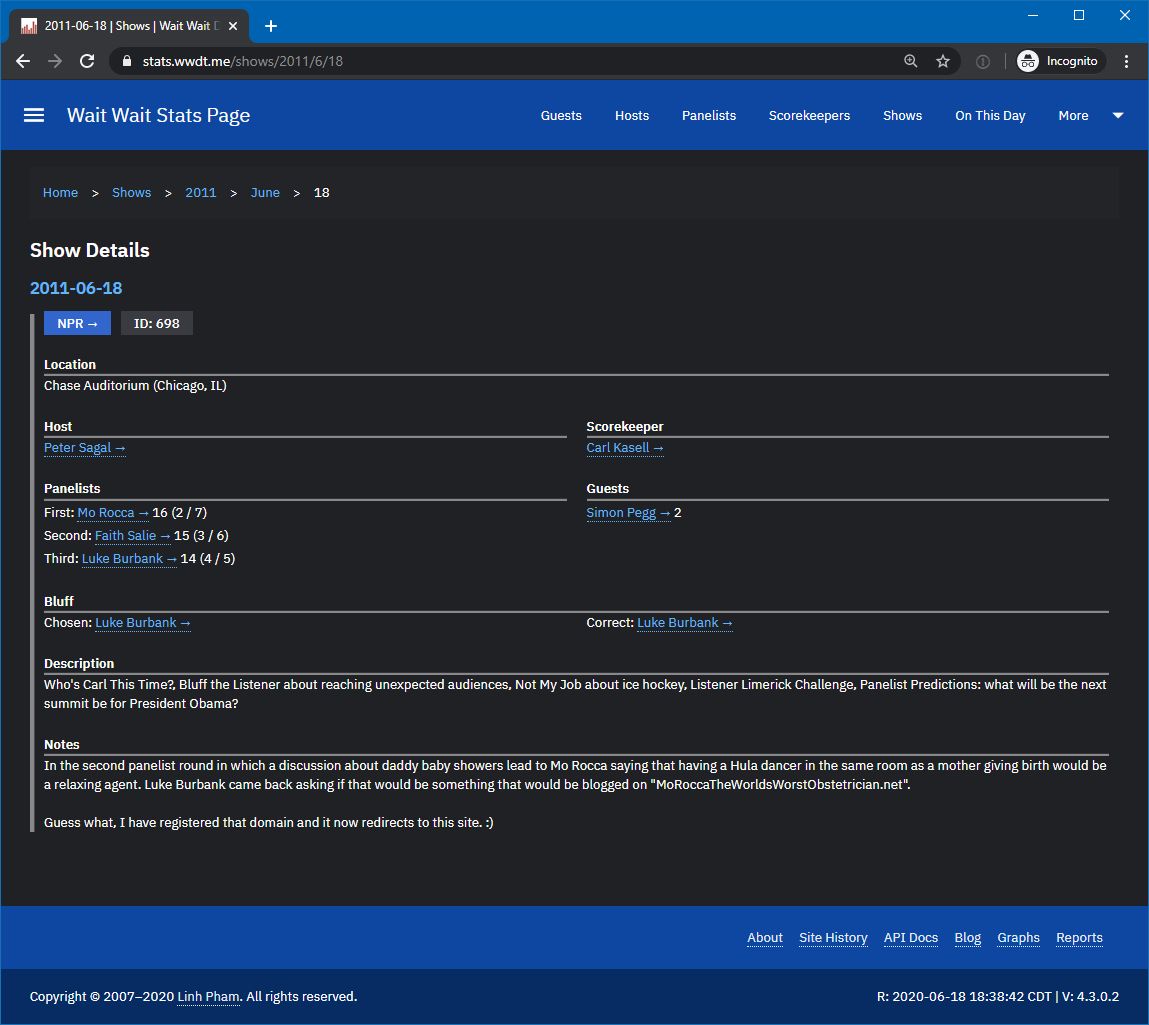 2011-06-18 | Shows | Wait Wait
stats.wwdt.me/shows/2011/6/18
Incognito
Wait Wait Stats Page
Guests Hosts Panelists Scorekeepers Shows On This Day More
Home > Shows > 2011 > June > 18
Show Details
2011-06-18
NPR → ID: 698
Location
Chase Auditorium (Chicago, IL)
Host Scorekeeper
Peter Sagal → Carl Kasell →
Panelists Guests
First: Mo Rocca → 16 (2 / 7) Simon Pegg → 2
Second: Faith Salie → 15 (3 / 6)
Third: Luke Burbank → 14 (4 / 5)
Bluff
Chosen: Luke Burbank → Correct: Luke Burbank →
Description
Who's Carl This Time?, Bluff the Listener about reaching unexpected audiences, Not My Job about ice hockey, Listener Limerick Challenge, Panelist Predictions: what will be the next
summit be for President Obama?
Notes
In the second panelist round in which a discussion about daddy baby showers lead to Mo Rocca saying that having a Hula dancer in the same room as a mother giving birth would be
a relaxing agent. Luke Burbank came back asking if that would be something that would be blogged on "MoRoccaTheWorldsWorstObstetrician.net".
Guess what, I have registered that domain and it now redirects to this site. :)
About Site History API Docs Blog Graphs Reports
Copyright © 2007–2020 Linh Pham. All rights reserved. R: 2020-06-18 18:38:42 CDT | V: 4.3.0.2